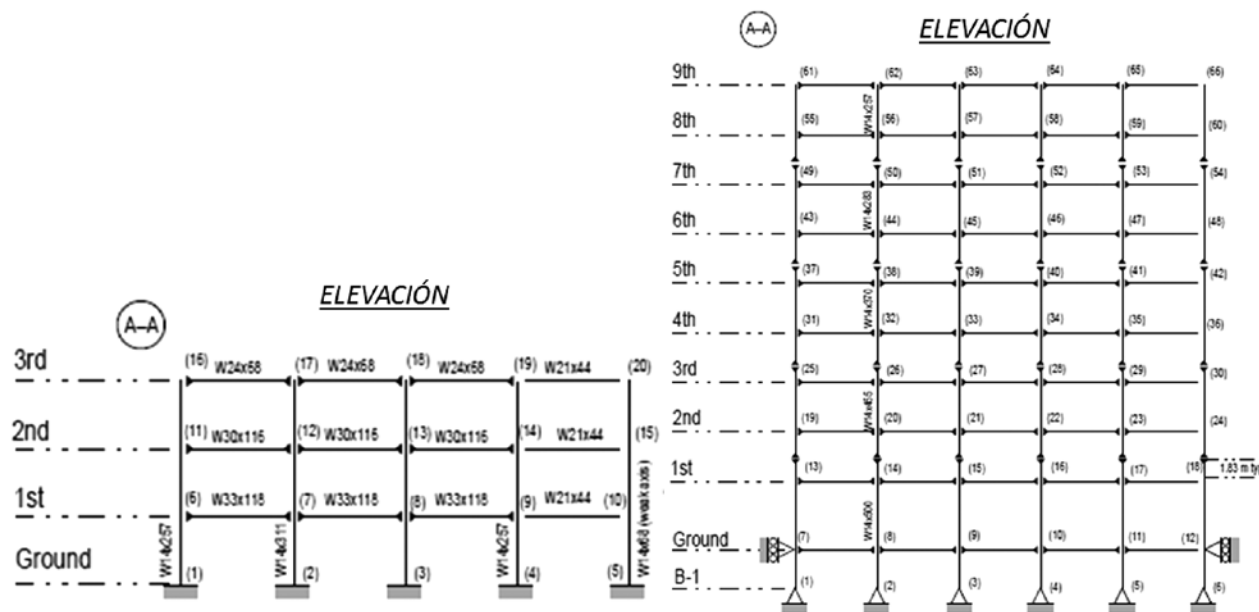 A-A
ELEVACIÓN
3rd
(16) W24x68 (17) W24x68 (18) W24x68 (19) W21x44 (20)
2nd
(11) W30x116 (12) W30x116 (13) W30x116 (14) W21x44 (15)
1st
(6) W33x118 (7) W33x118 (8) W33x118 (9) W21x44 (10)
W14x257
W14x311
W14x257
W14x68 (weak axis)
Ground
(1) (2) (3) (4) (5)
A-A
ELEVACIÓN
9th
(61) (62) (63) (64) (65) (66)
W14x257
8th
(55) (56) (57) (58) (59) (60)
7th
(49) (50) (51) (52) (53) (54)
W14x283
6th
(43) (44) (45) (46) (47) (48)
5th
(37) (38) (39) (40) (41) (42)
W14x370
4th
(31) (32) (33) (34) (35) (36)
3rd
(25) (26) (27) (28) (29) (30)
W14x455
2nd
(19) (20) (21) (22) (23) (24)
1st
(13) (14) (15) (16) (17) (18)
1.83 m ty
W14x500
Ground
(7) (8) (9) (10) (11) (12)
B-1
(1) (2) (3) (4) (5) (6)